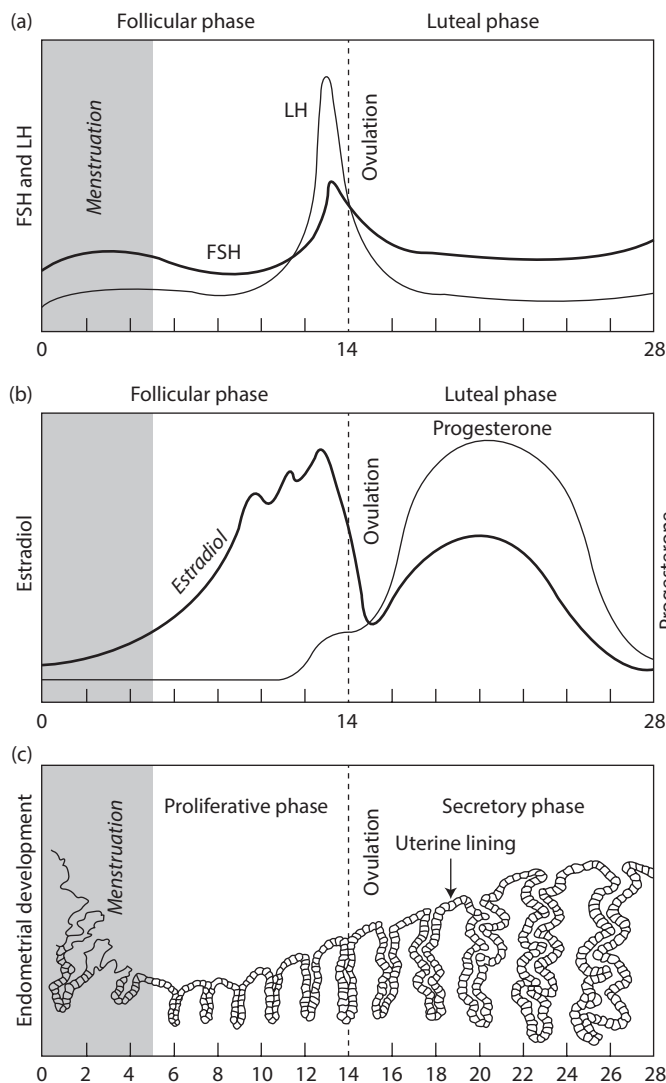 (a)
Follicular phase
Luteal phase
FSH and LH
Menstruation
LH
Ovulation
FSH
0
14
28
(b)
Follicular phase
Luteal phase
Progesterone
Estradiol
Estradiol
Ovulation
Progesterone
0
14
28
(c)
Endometrial development
Menstruation
Proliferative phase
Ovulation
Secretory phase
Uterine lining
0 2 4 6 8 10 12 14 16 18 20 22 24 26 28